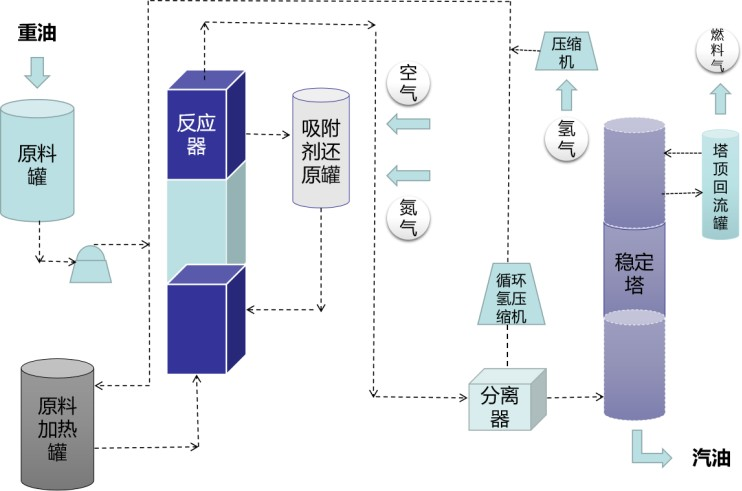 重油
原料
罐
原料
加热
罐
反应
器
吸附
剂还
原罐
空
气
氮
气
压缩
机
氢
气
循环
氢压
缩机
分离
器
稳定
塔
燃
料
气
塔
顶
回
流
罐
汽油